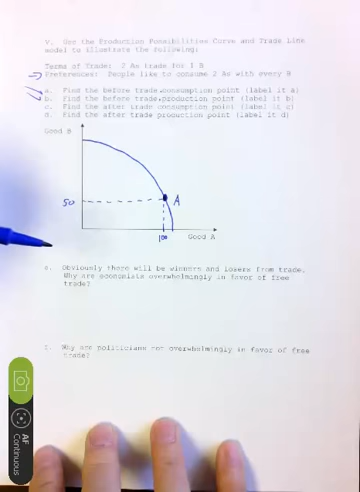 V. Use the Production Possibilities Curve and Trade Line
model to illustrate the following:
Terms of Trade: 2 As trade for 1 B
Preferences: People like to consume 2 As with every B
a. Find the before trade consumption point (label it a)
b. Find the before trade production point (label it b)
c. Find the after trade consumption point (label it c)
d. Find the after trade production point (label it d)
Good B
50
A
100
Good A
e. Obviously there will be winners and losers from trade.
Why are economists overwhelmingly in favor of free
trade?
f. Why are politicians not overwhelmingly in favor of free
trade?
AF
Continuous